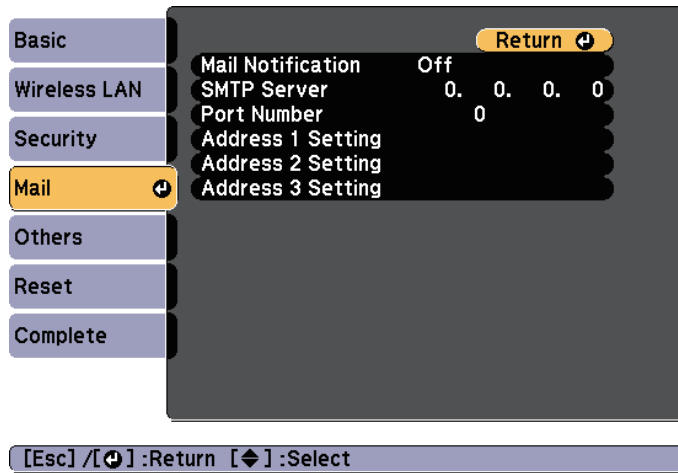 Basic
Wireless LAN
Security
Mail
Others
Reset
Complete
Return
Mail Notification Off
SMTP Server 0. 0. 0. 0
Port Number 0
Address 1 Setting
Address 2 Setting
Address 3 Setting
[Esc] /[⏎] :Return [◆] :Select